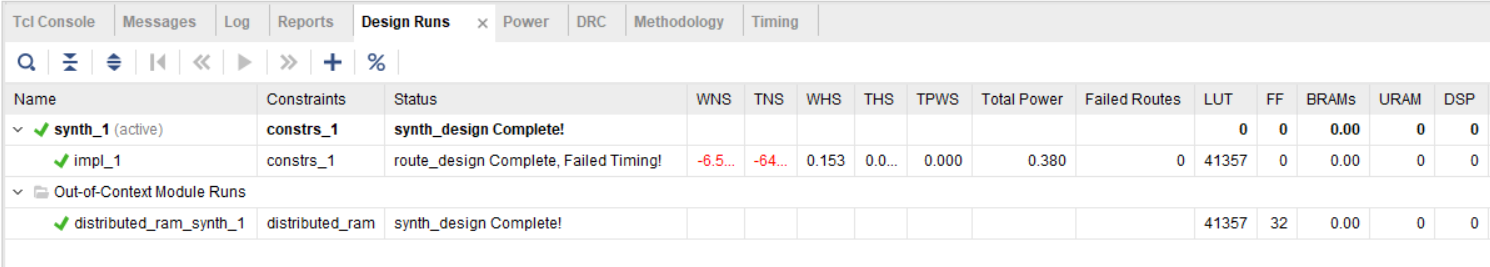 Tcl Console Messages Log Reports Design Runs × Power DRC Methodology Timing
%
Name Constraints Status WNS TNS WHS THS TPWS Total Power Failed Routes LUT FF BRAMs URAM DSP
synth_1 (active) constrs_1 synth_design Complete! 0 0 0.00 0 0
impl_1 constrs_1 route_design Complete, Failed Timing! -6.5... -64... 0.153 0.0... 0.000 0.380 0 41357 0 0.00 0 0
Out-of-Context Module Runs
distributed_ram_synth_1 distributed_ram synth_design Complete! 41357 32 0.00 0 0